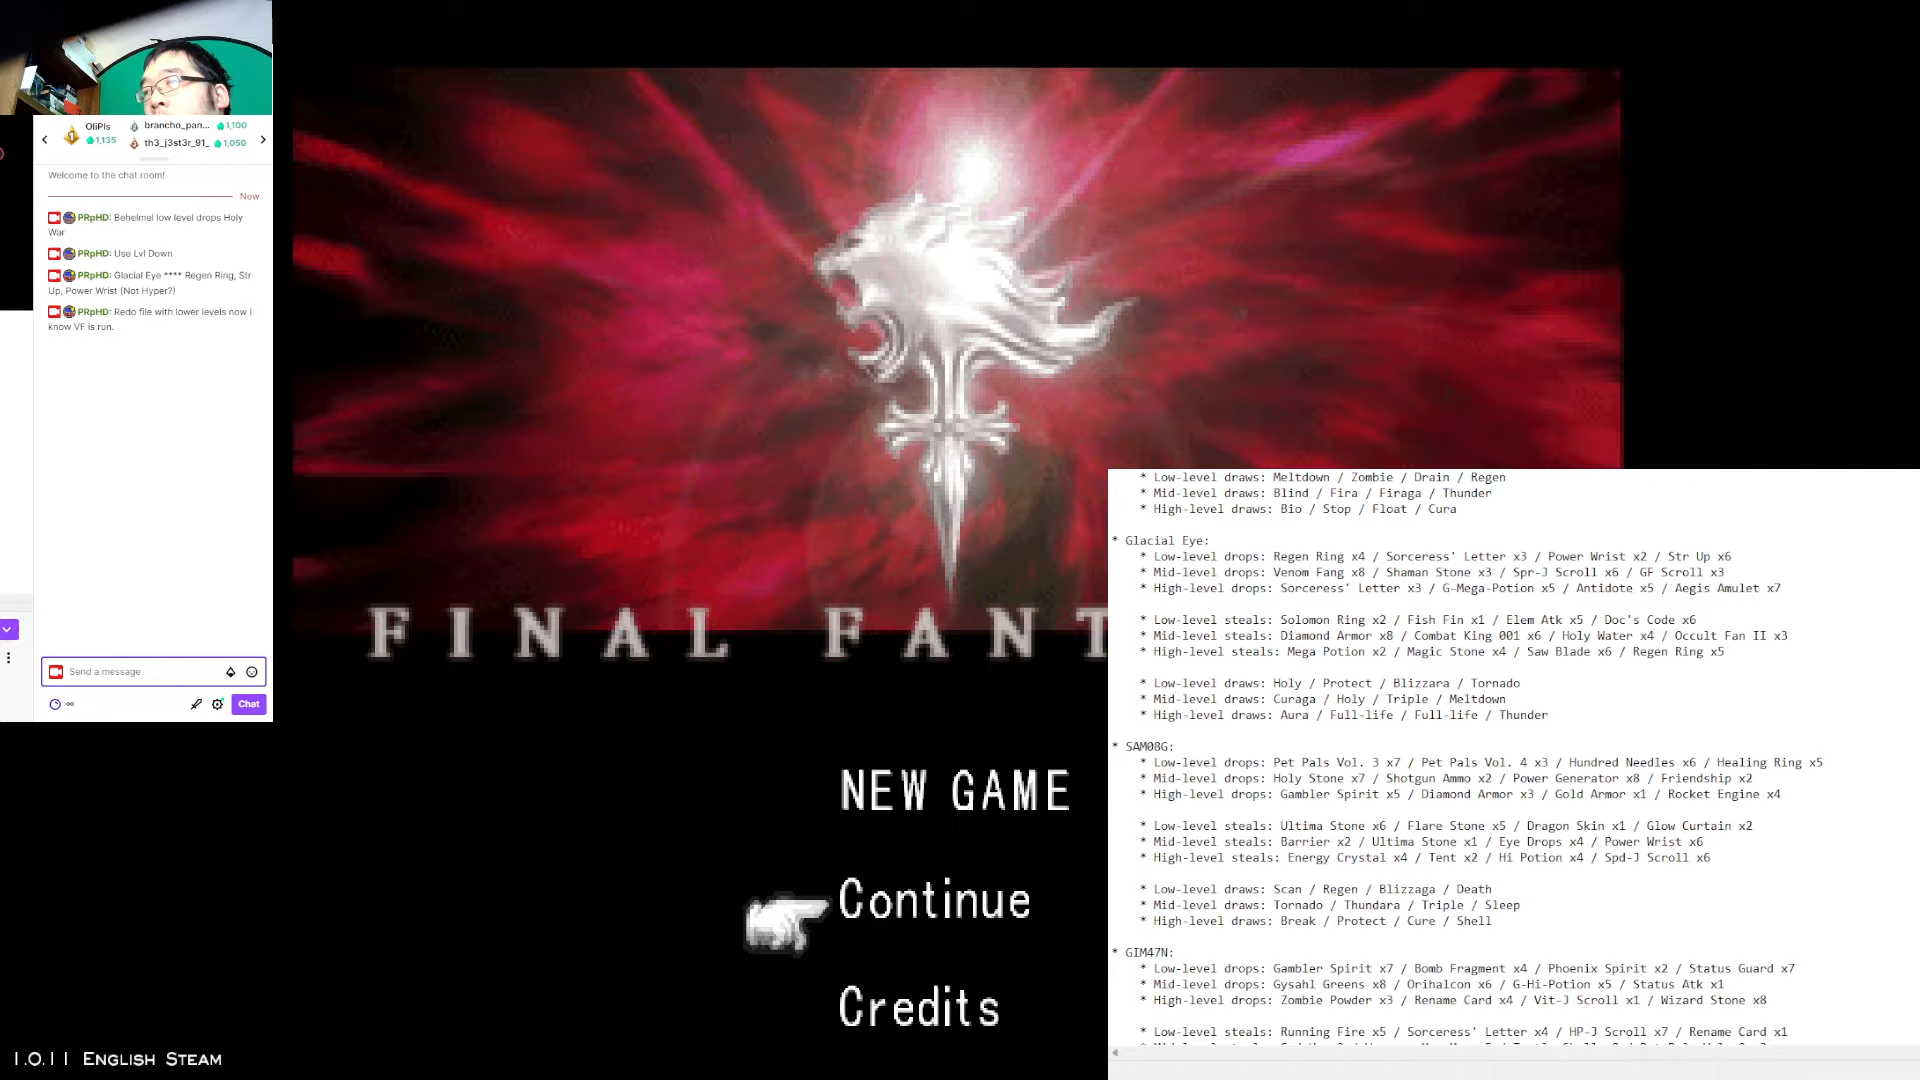 OliPls
1,135
brancho_pan...
1,100
th3_j3st3r_91_
1,050
Welcome to the chat room!
New
PRpHD: Behelmel low level drops Holy
War
PRpHD: Use Lvl Down
PRpHD: Glacial Eye **** Regen Ring, Str
Up, Power Wrist (Not Hyper?)
PRpHD: Redo file with lower levels now I
know VF is run.
Send a message
Chat
FINAL FANT
NEW GAME
Continue
Credits
1.0.11 ENGLISH STEAM
* Low-level draws: Meltdown / Zombie / Drain / Regen
* Mid-level draws: Blind / Fira / Firaga / Thunder
* High-level draws: Bio / Stop / Float / Cura
* Glacial Eye:
* Low-level drops: Regen Ring x4 / Sorceress' Letter x3 / Power Wrist x2 / Str Up x6
* Mid-level drops: Venom Fang x8 / Shaman Stone x3 / Spr-J Scroll x6 / GF Scroll x3
* High-level drops: Sorceress' Letter x3 / G-Mega-Potion x5 / Antidote x5 / Aegis Amulet x7
* Low-level steals: Solomon Ring x2 / Fish Fin x1 / Elem Atk x5 / Doc's Code x6
* Mid-level steals: Diamond Armor x8 / Combat King 001 x6 / Holy Water x4 / Occult Fan II x3
* High-level steals: Mega Potion x2 / Magic Stone x4 / Saw Blade x6 / Regen Ring x5
* Low-level draws: Holy / Protect / Blizzara / Tornado
* Mid-level draws: Curaga / Holy / Triple / Meltdown
* High-level draws: Aura / Full-life / Full-life / Thunder
* SAM08G:
* Low-level drops: Pet Pals Vol. 3 x7 / Pet Pals Vol. 4 x3 / Hundred Needles x6 / Healing Ring x5
* Mid-level drops: Holy Stone x7 / Shotgun Ammo x2 / Power Generator x8 / Friendship x2
* High-level drops: Gambler Spirit x5 / Diamond Armor x3 / Gold Armor x1 / Rocket Engine x4
* Low-level steals: Ultima Stone x6 / Flare Stone x5 / Dragon Skin x1 / Glow Curtain x2
* Mid-level steals: Barrier x2 / Ultima Stone x1 / Eye Drops x4 / Power Wrist x6
* High-level steals: Energy Crystal x4 / Tent x2 / Hi Potion x4 / Spd-J Scroll x6
* Low-level draws: Scan / Regen / Blizzaga / Death
* Mid-level draws: Tornado / Thundara / Triple / Sleep
* High-level draws: Break / Protect / Cure / Shell
* GIM47N:
* Low-level drops: Gambler Spirit x7 / Bomb Fragment x4 / Phoenix Spirit x2 / Status Guard x7
* Mid-level drops: Gysahl Greens x8 / Orihalcon x6 / G-Hi-Potion x5 / Status Atk x1
* High-level drops: Zombie Powder x3 / Rename Card x4 / Vit-J Scroll x1 / Wizard Stone x8
* Low-level steals: Running Fire x5 / Sorceress' Letter x4 / HP-J Scroll x7 / Rename Card x1